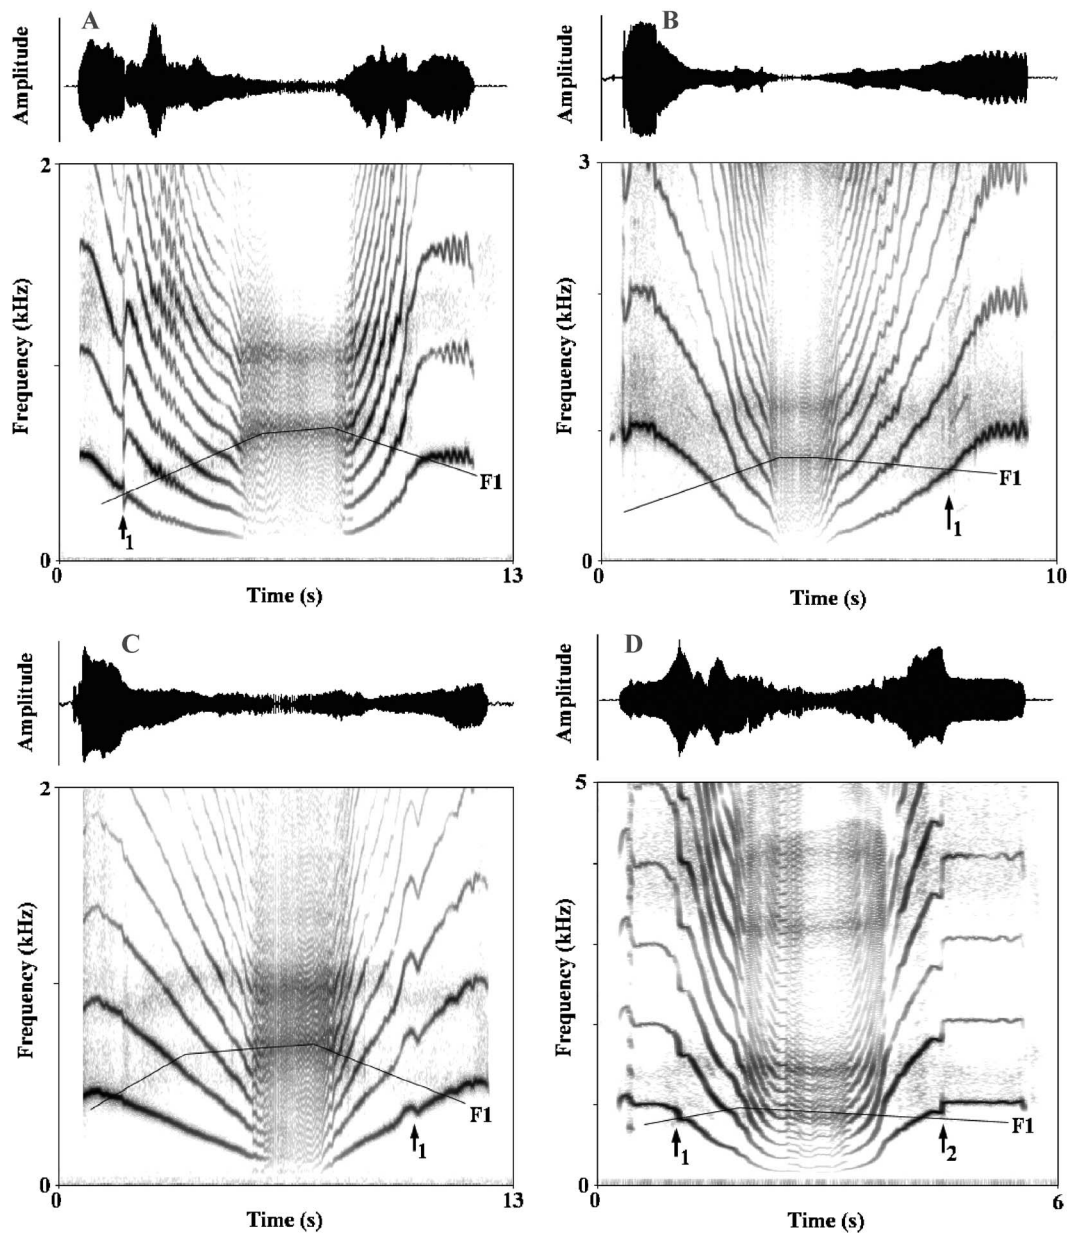 A
Amplitude
2
Frequency (kHz)
F1
1
0
0
13
Time (s)
B
Amplitude
3
Frequency (kHz)
F1
1
0
0
10
Time (s)
C
Amplitude
2
Frequency (kHz)
F1
1
0
0
13
Time (s)
D
Amplitude
5
Frequency (kHz)
F1
1
2
0
0
6
Time (s)